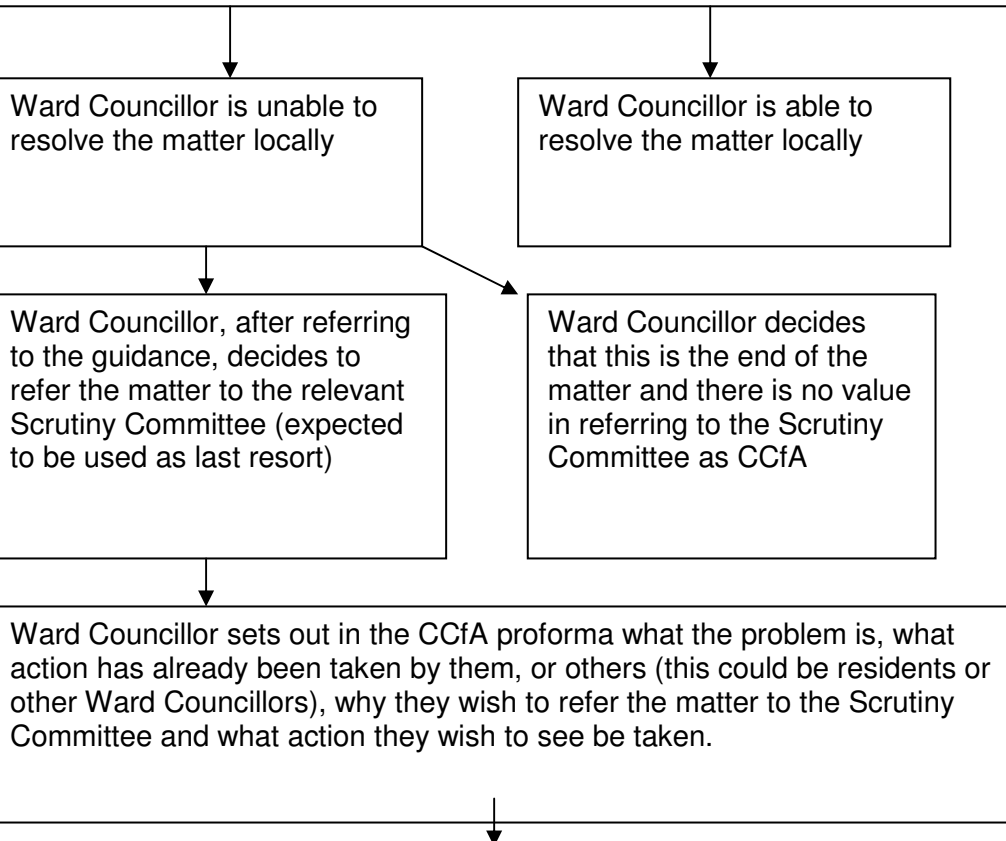 Ward Councillor is unable to
resolve the matter locally
Ward Councillor is able to
resolve the matter locally
Ward Councillor, after referring
to the guidance, decides to
refer the matter to the relevant
Scrutiny Committee (expected
to be used as last resort)
Ward Councillor decides
that this is the end of the
matter and there is no value
in referring to the Scrutiny
Committee as CCfA
Ward Councillor sets out in the CCfA proforma what the problem is, what
action has already been taken by them, or others (this could be residents or
other Ward Councillors), why they wish to refer the matter to the Scrutiny
Committee and what action they wish to see be taken.